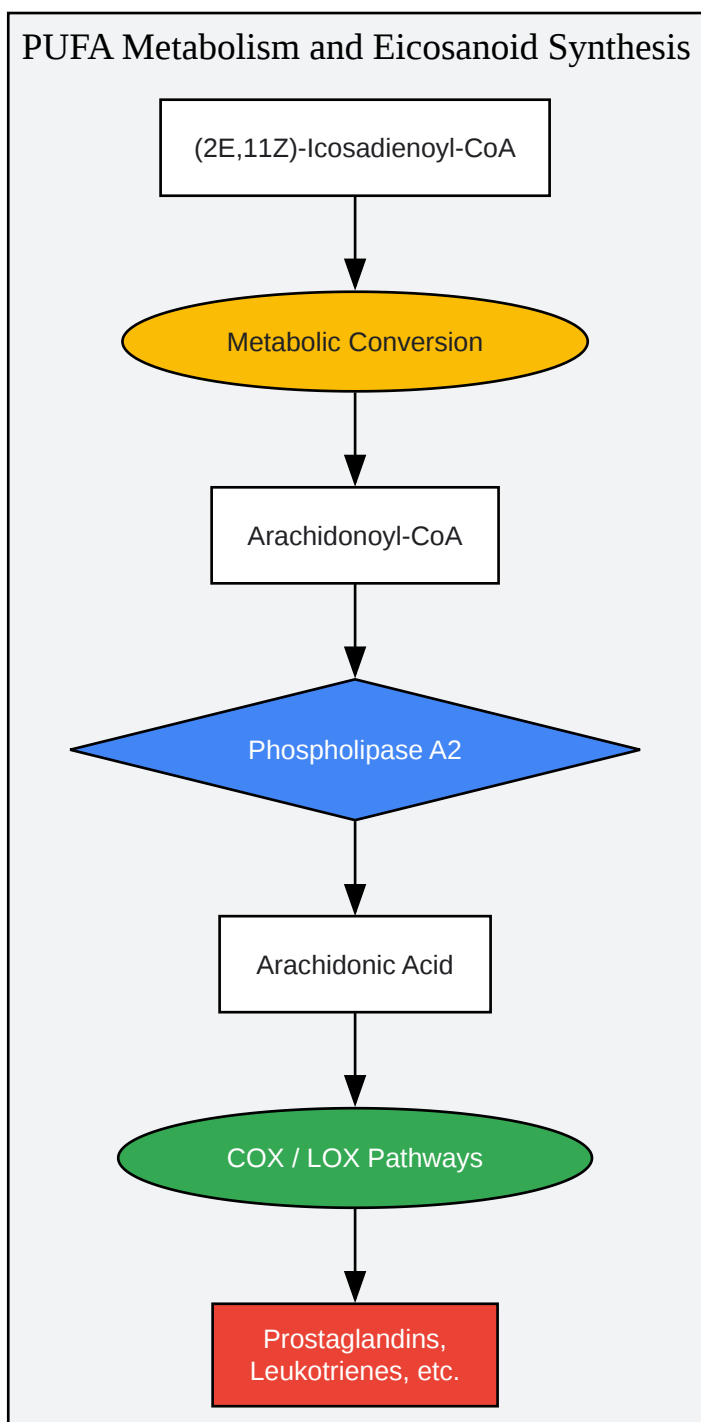 PUFA Metabolism and Eicosanoid Synthesis
(2E,11Z)-Icosadienoyl-CoA
Metabolic Conversion
Arachidonoyl-CoA
Phospholipase A2
Arachidonic Acid
COX / LOX Pathways
Prostaglandins,
Leukotrienes, etc.